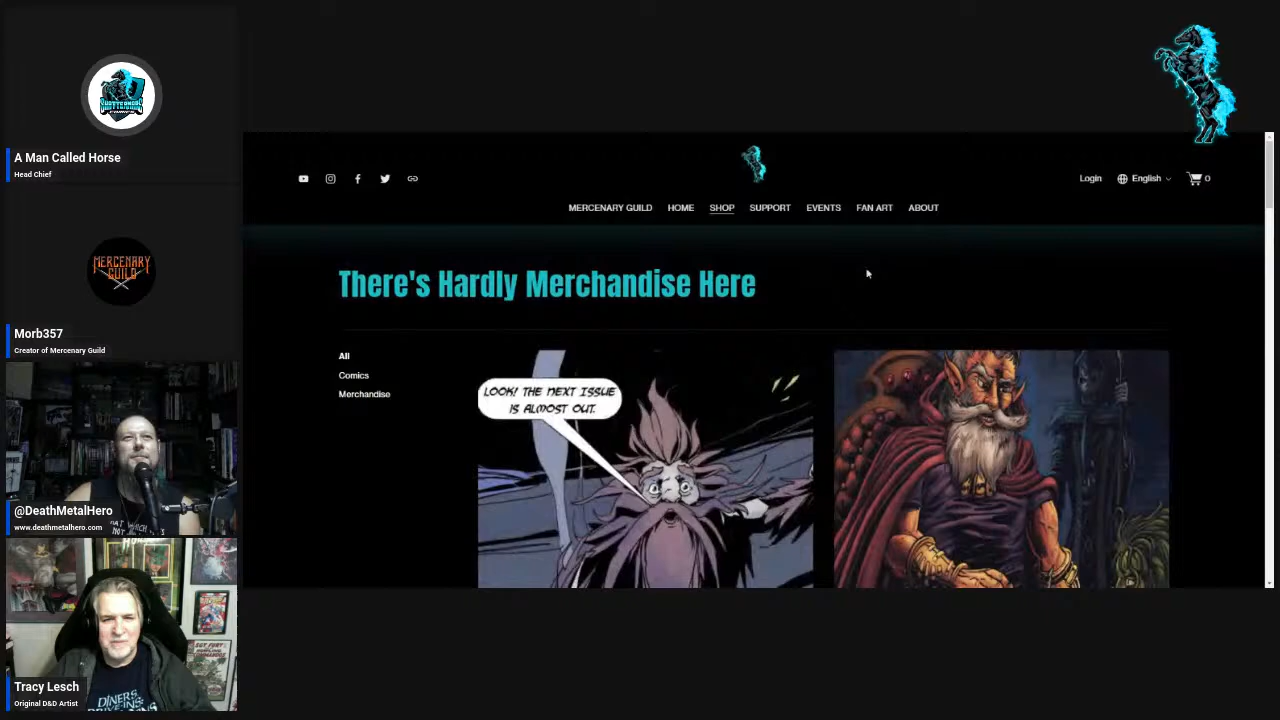 A Man Called Horse
Head Chief
MERCENARY
GUILD
Morb357
Creator of Mercenary Guild
@DeathMetalHero
www.deathmetalhero.com
Tracy Lesch
Original D&D Artist
DINERS,
Login
English
0
MERCENARY GUILD
HOME
SHOP
SUPPORT
EVENTS
FAN ART
ABOUT
There's Hardly Merchandise Here
All
Comics
Merchandise
LOOK! THE NEXT ISSUE
IS ALMOST OUT.